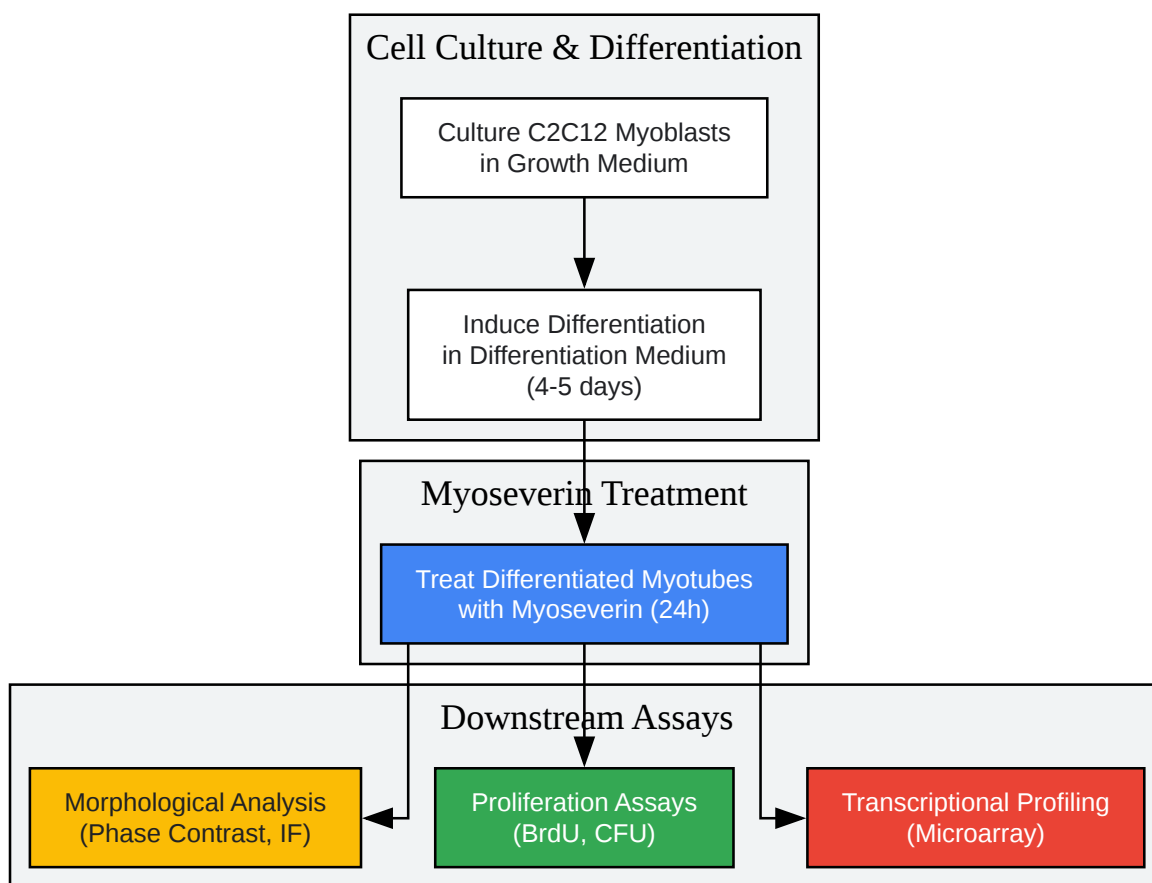 Cell Culture & Differentiation
Culture C2C12 Myoblasts
in Growth Medium
Induce Differentiation
in Differentiation Medium
(4-5 days)
Myoseverin Treatment
Treat Differentiated Myotubes
with Myoseverin (24h)
Downstream Assays
Morphological Analysis
(Phase Contrast, IF)
Proliferation Assays
(BrdU, CFU)
Transcriptional Profiling
(Microarray)